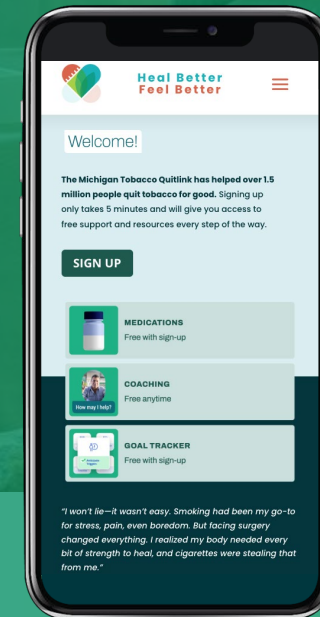 Heal Better
Feel Better
Welcome!
The Michigan Tobacco Quitlink has helped over 1.5
million people quit tobacco for good. Signing up
only takes 5 minutes and will give you access to
free support and resources every step of the way.
SIGN UP
MEDICATIONS
Free with sign-up
COACHING
Free anytime
How may I help?
GOAL TRACKER
Free with sign-up
"I won't lie—it wasn't easy. Smoking had been my go-to
for stress, pain, even boredom. But facing surgery
changed everything. I realized my body needed every
bit of strength to heal, and cigarettes were stealing that
from me."